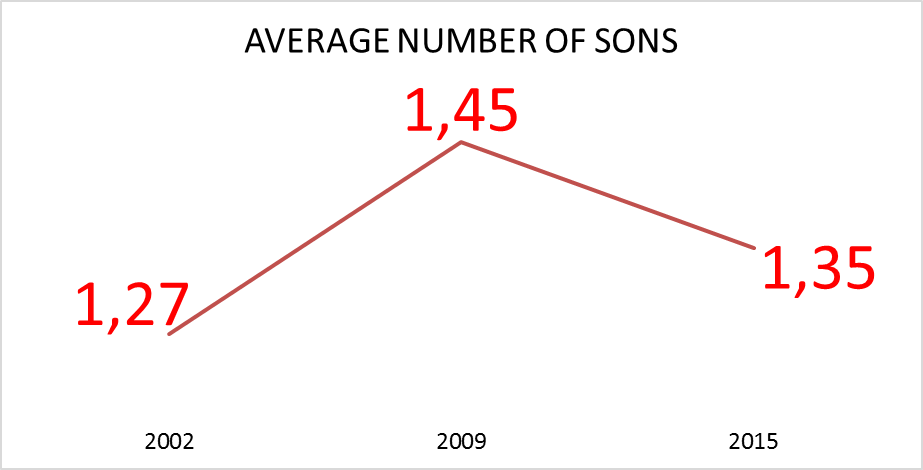 AVERAGE NUMBER OF SONS
1,45
1,27
1,35
2002 2009 2015